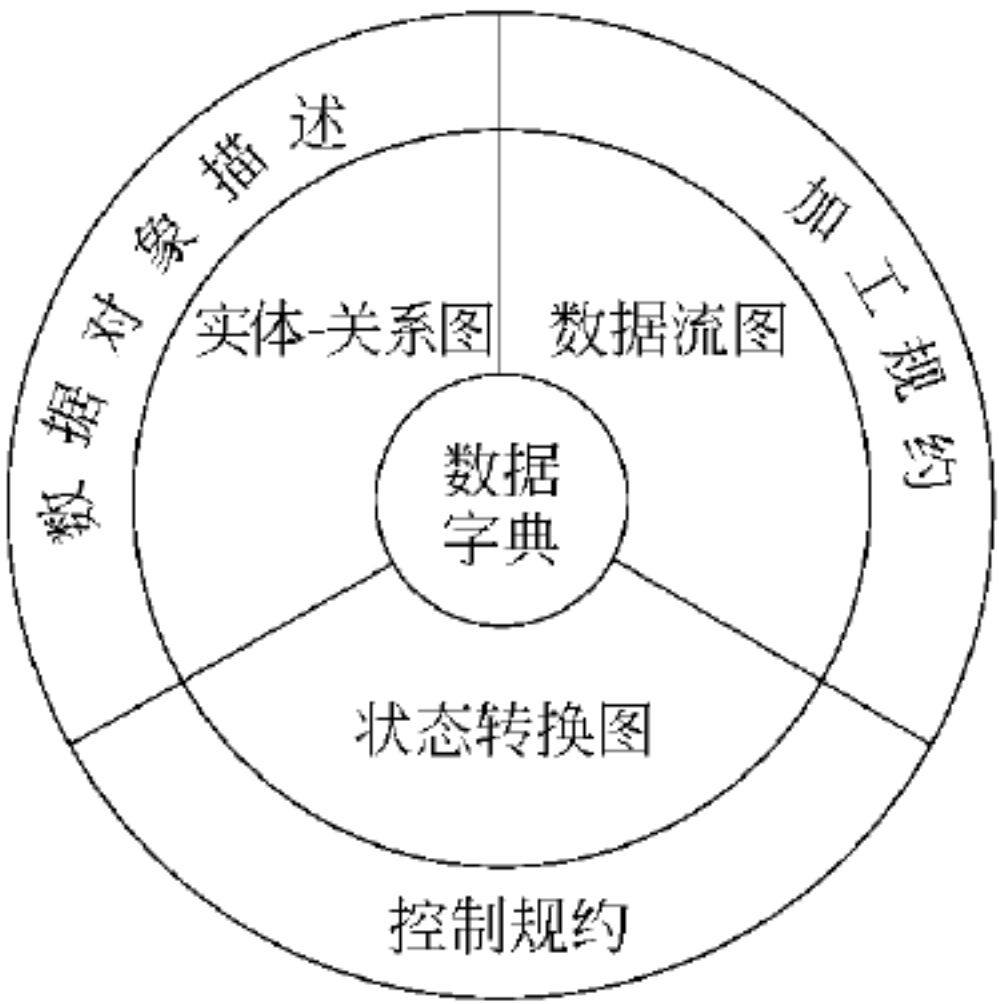 数据对象描述
加工规约
实体-关系图
数据流图
数据
字典
状态转换图
控制规约